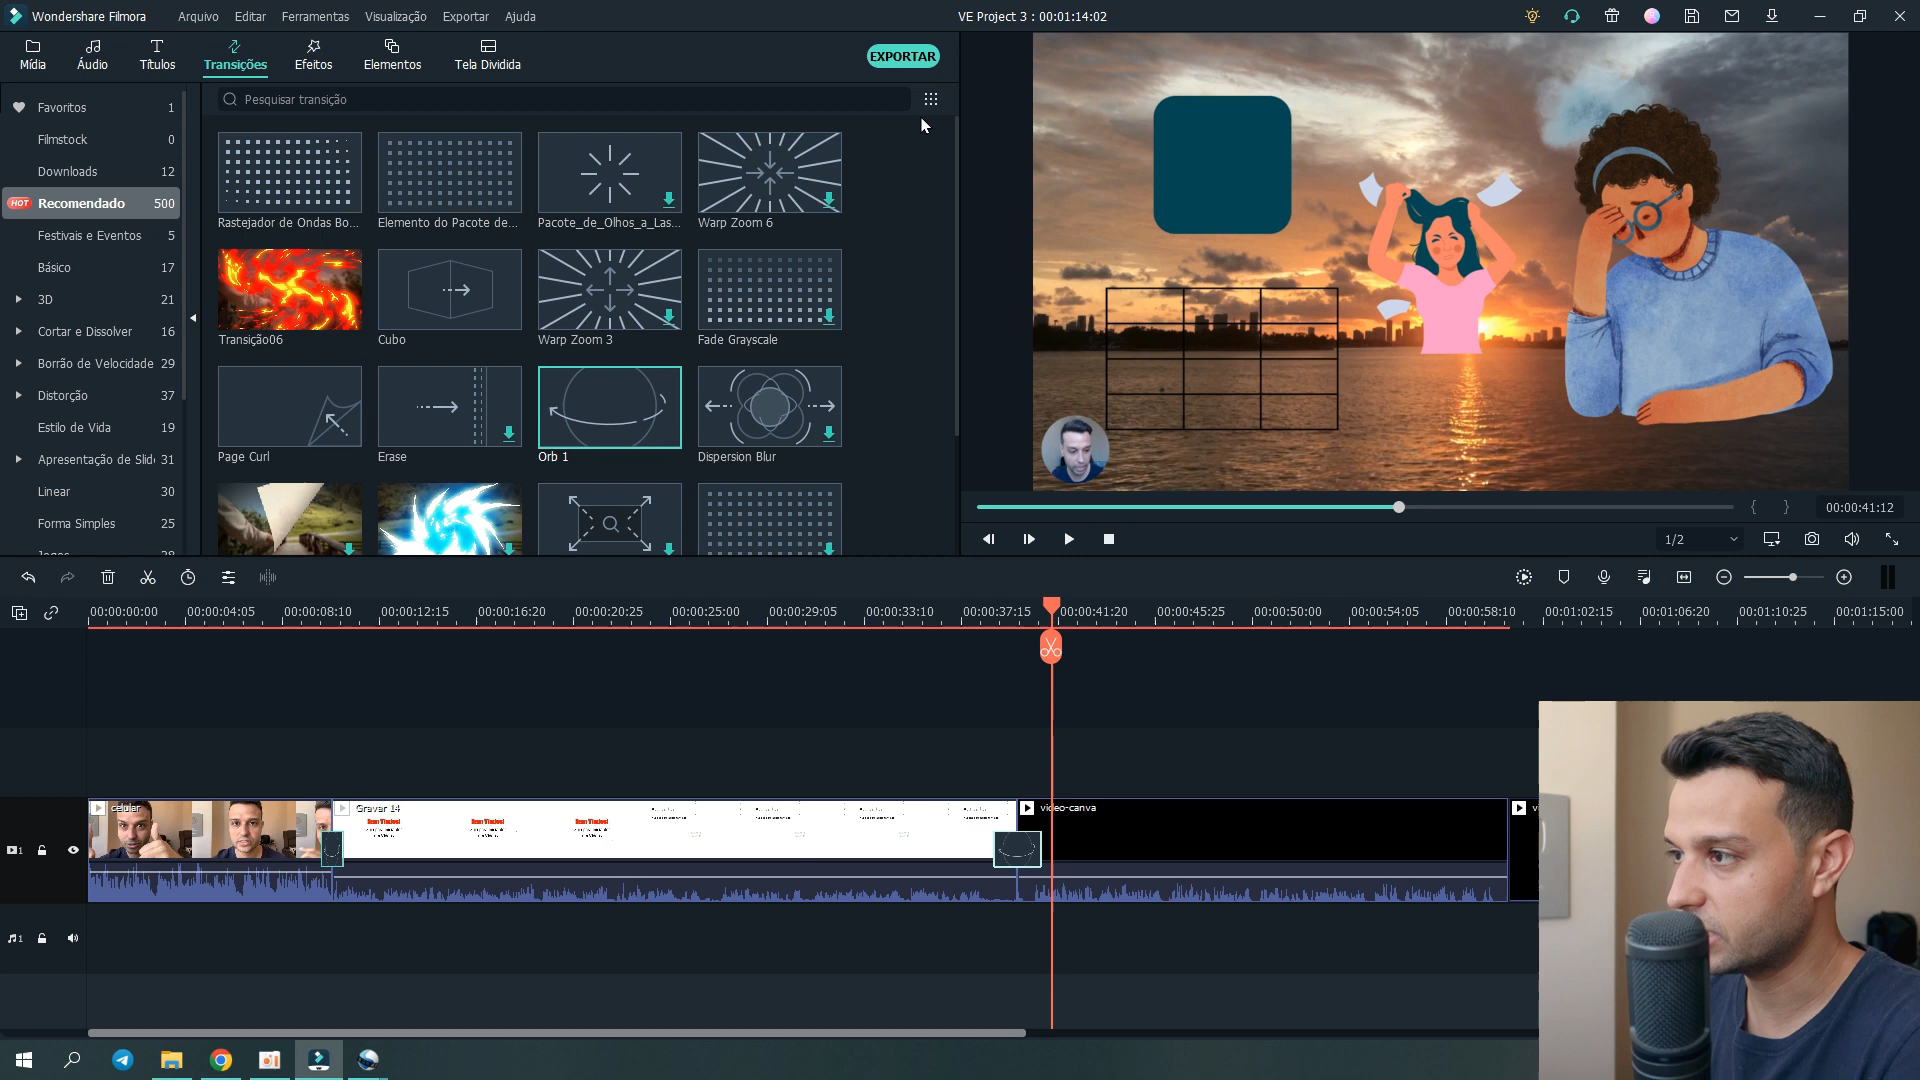 Wondershare Filmora
Arquivo
Editar
Ferramentas
Visualização
Exportar
Ajuda
VE Project 3 : 00:01:14:02
Mídia
Áudio
Títulos
Transições
Efeitos
Elementos
Tela Dividida
EXPORTAR
Favoritos 1
Filmstock 0
Downloads 12
HOT Recomendado 500
Festivais e Eventos 5
Básico 17
3D 21
Cortar e Dissolver 16
Borrão de Velocidade 29
Distorção 37
Estilo de Vida 19
Apresentação de Slid 31
Linear 30
Forma Simples 25
Pesquisar transição
Rastejador de Ondas Bo...
Elemento do Pacote de...
Pacote_de_Olhos_a_Las...
Warp Zoom 6
Transição06
Cubo
Warp Zoom 3
Fade Grayscale
Page Curl
Erase
Orb 1
Dispersion Blur
{ }
00:00:41:12
1/2
00:00:00:00
00:00:04:05
00:00:08:10
00:00:12:15
00:00:16:20
00:00:20:25
00:00:25:00
00:00:29:05
00:00:33:10
00:00:37:15
00:00:41:20
00:00:45:25
00:00:50:00
00:00:54:05
00:00:58:10
00:01:02:15
00:01:06:20
00:01:10:25
00:01:15:00
celular
Gravar 14
video-canva
vi
1
1